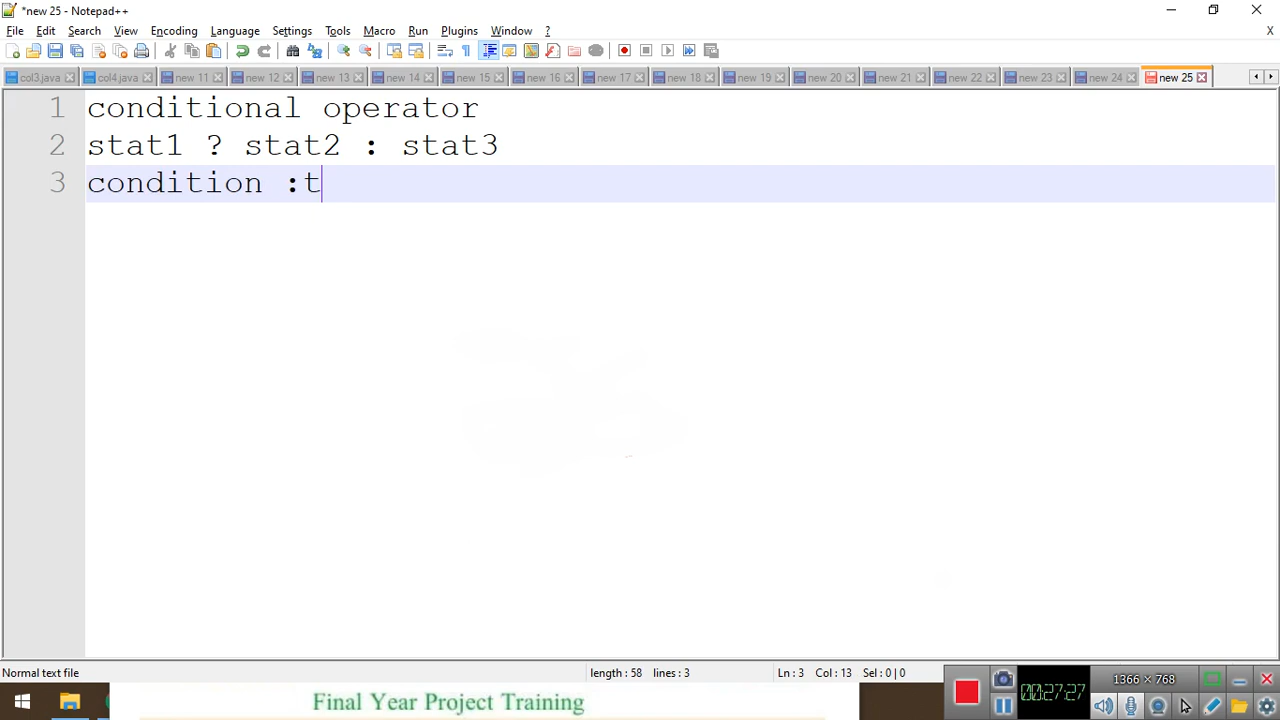 *new 25 - Notepad++
File Edit Search View Encoding Language Settings Tools Macro Run Plugins Window ? X
col3.java col4.java new 11 new 12 new 13 new 14 new 15 new 16 new 17 new 18 new 19 new 20 new 21 new 22 new 23 new 24 new 25
1 conditional operator
2 stat1 ? stat2 : stat3
3 condition :t
Normal text file length : 58 lines : 3 Ln : 3 Col : 13 Sel : 0 | 0
1366 × 768
00:27:27
Final Year Project Training